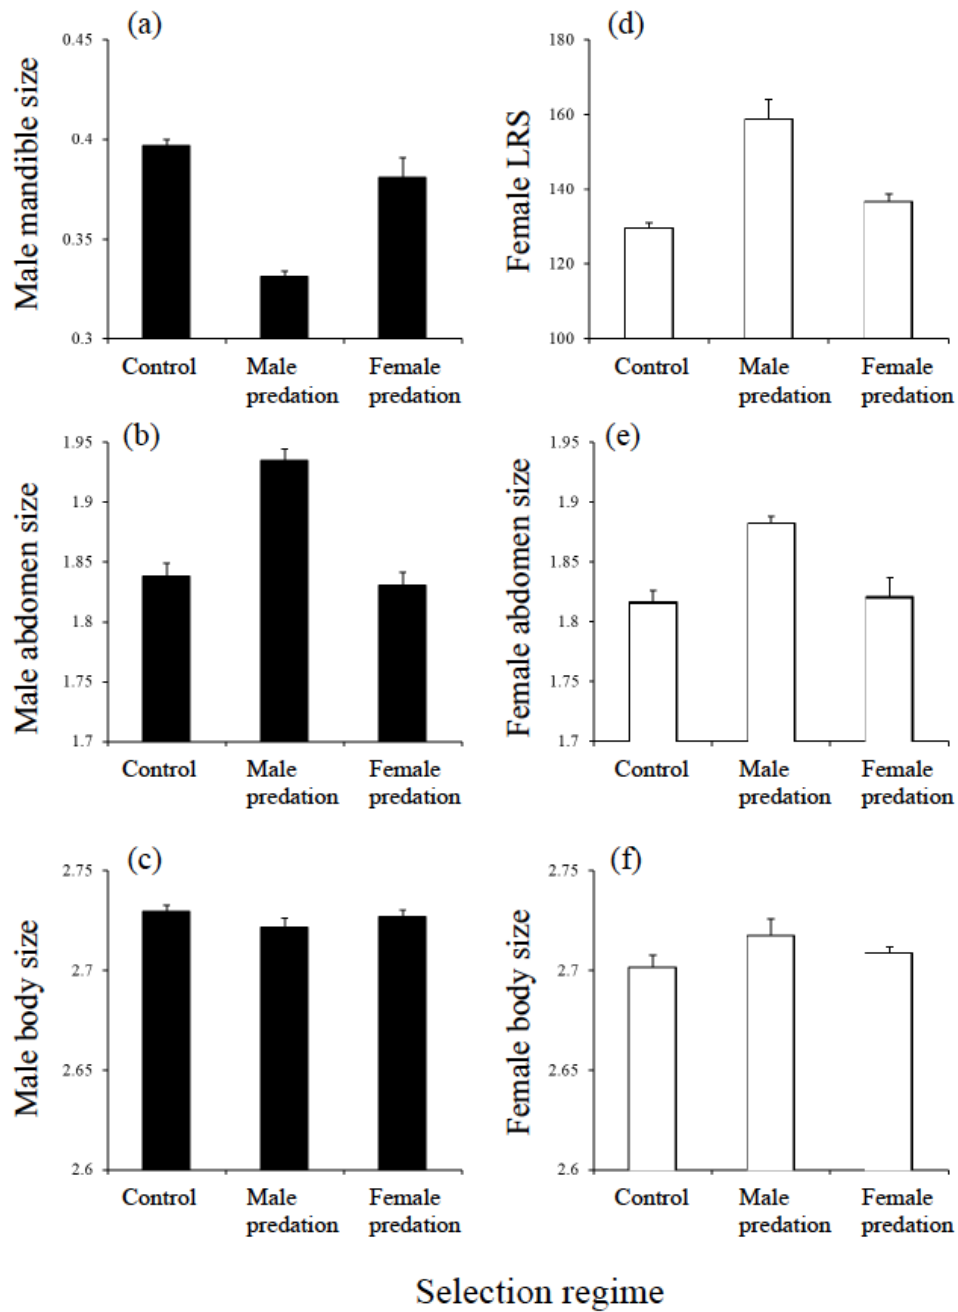 (a)
Male mandible size
0.45
0.4
0.35
0.3
Control
Male
predation
Female
predation
(d)
Female LRS
180
160
140
120
100
Control
Male
predation
Female
predation
(b)
Male abdomen size
1.95
1.9
1.85
1.8
1.75
1.7
Control
Male
predation
Female
predation
(e)
Female abdomen size
1.95
1.9
1.85
1.8
1.75
1.7
Control
Male
predation
Female
predation
(c)
Male body size
2.75
2.7
2.65
2.6
Control
Male
predation
Female
predation
(f)
Female body size
2.75
2.7
2.65
2.6
Control
Male
predation
Female
predation
Selection regime